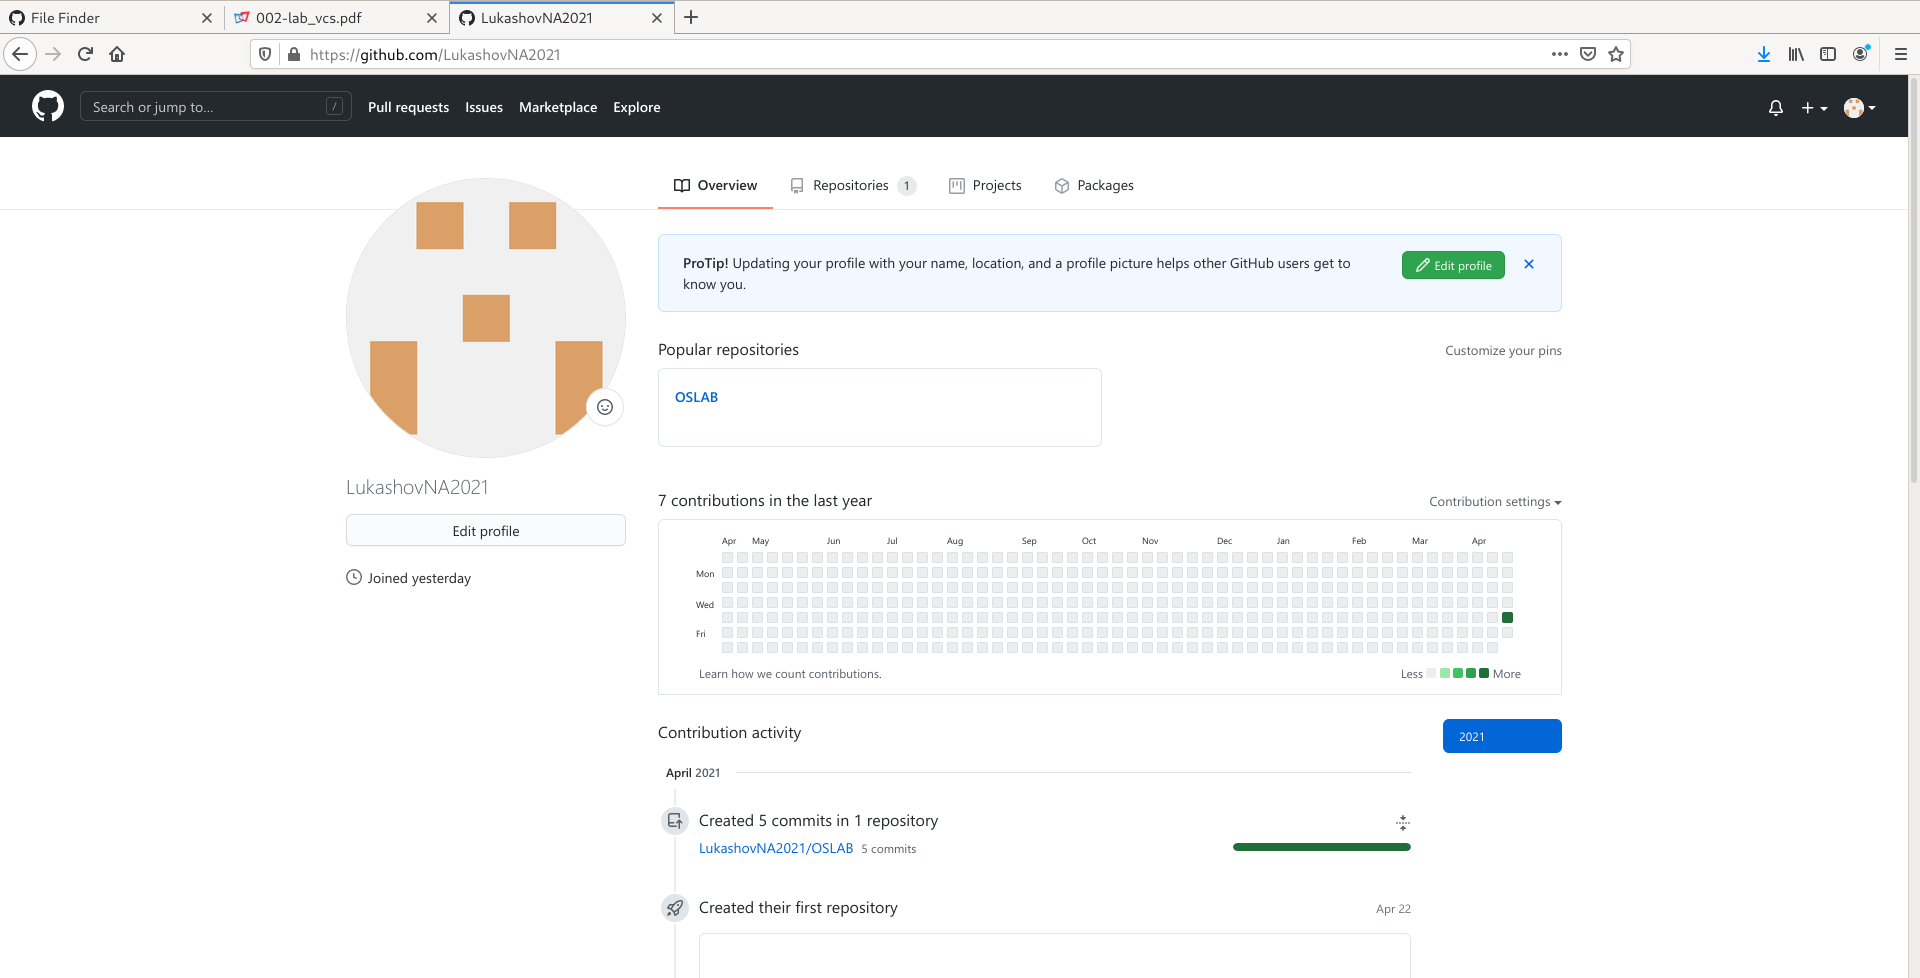 File Finder
002-lab_vcs.pdf
LukashovNA2021
https://github.com/LukashovNA2021
Search or jump to...
/
Pull requests
Issues
Marketplace
Explore
Overview
Repositories 1
Projects
Packages
ProTip! Updating your profile with your name, location, and a profile picture helps other GitHub users get to
know you.
Edit profile
Popular repositories
Customize your pins
OSLAB
LukashovNA2021
Edit profile
Joined yesterday
7 contributions in the last year
Contribution settings
Apr May Jun Jul Aug Sep Oct Nov Dec Jan Feb Mar Apr
Mon
Wed
Fri
Learn how we count contributions.
Less More
Contribution activity
2021
April 2021
Created 5 commits in 1 repository
LukashovNA2021/OSLAB 5 commits
Created their first repository
Apr 22